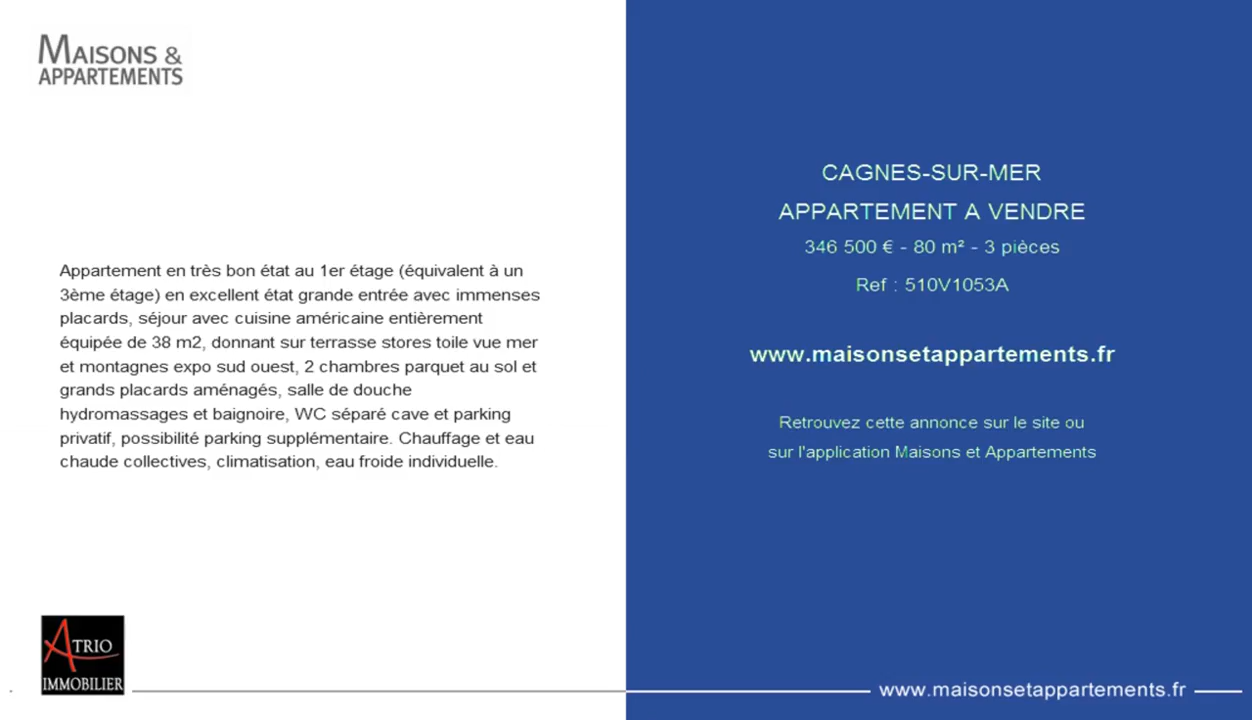 MAISONS &
APPARTEMENTS
Appartement en très bon état au 1er étage (équivalent à un
3ème étage) en excellent état grande entrée avec immenses
placards, séjour avec cuisine américaine entièrement
équipée de 38 m2, donnant sur terrasse stores toile vue mer
et montagnes expo sud ouest, 2 chambres parquet au sol et
grands placards aménagés, salle de douche
hydromassages et baignoire, WC séparé cave et parking
privatif, possibilité parking supplémentaire. Chauffage et eau
chaude collectives, climatisation, eau froide individuelle.
ATRIO
IMMOBILIER
CAGNES-SUR-MER
APPARTEMENT A VENDRE
346 500 € - 80 m² - 3 pièces
Ref : 510V1053A
www.maisonsetappartements.fr
Retrouvez cette annonce sur le site ou
sur l'application Maisons et Appartements
www.maisonsetappartements.fr